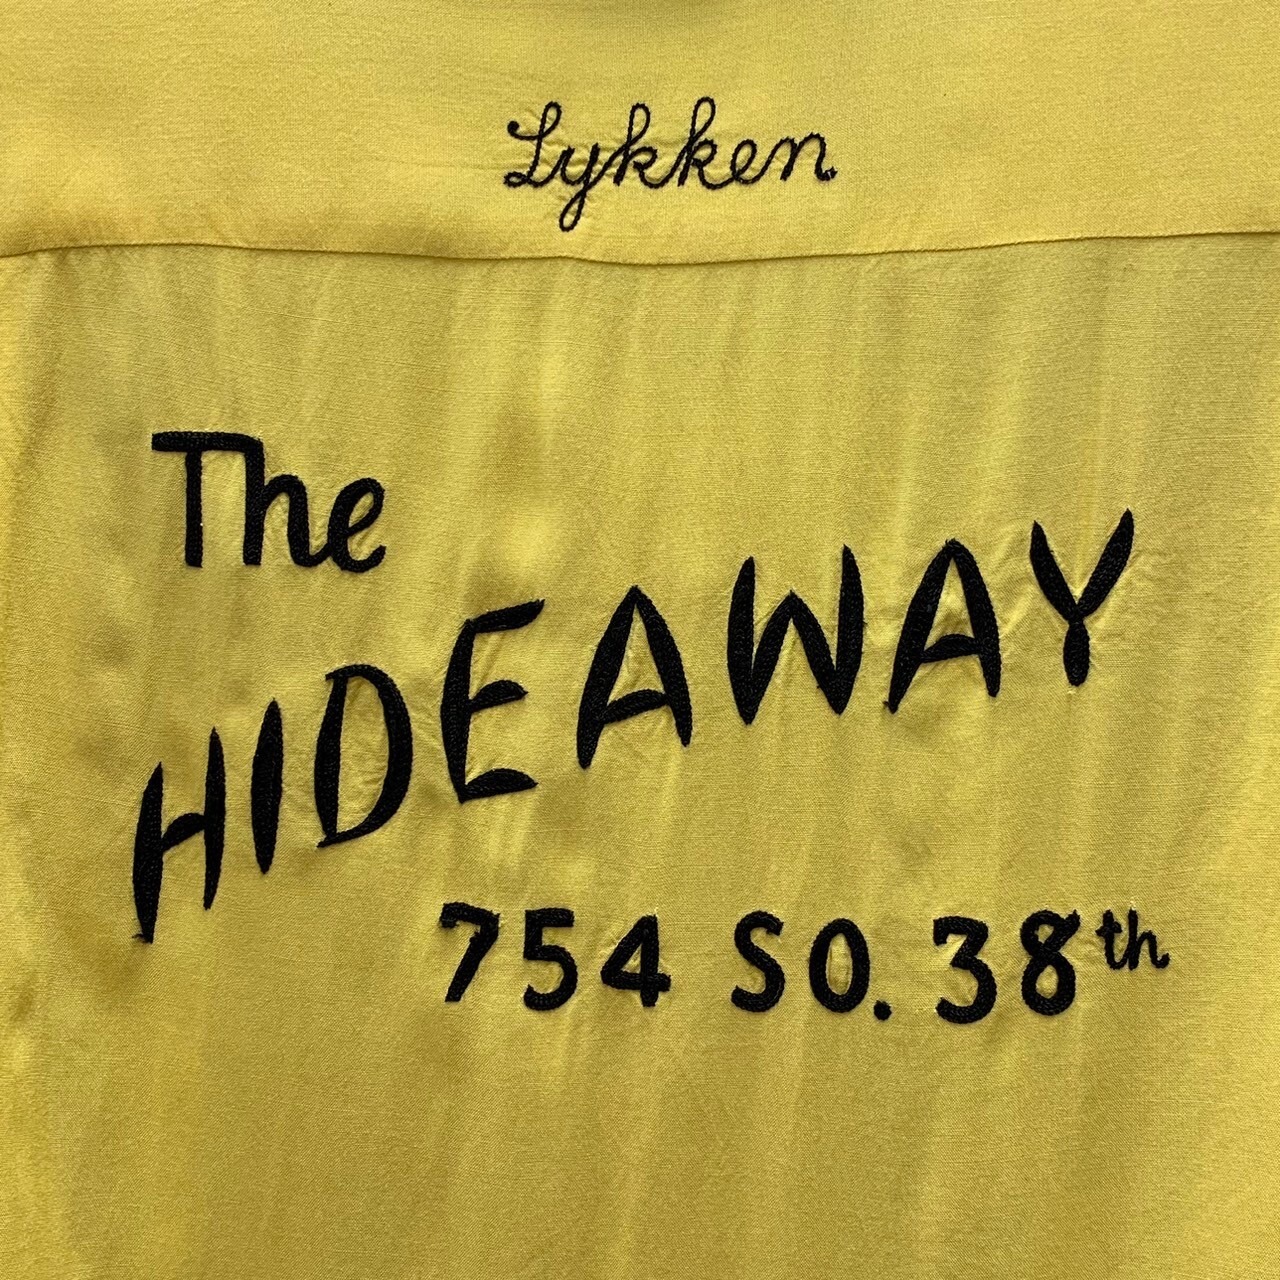 Lykken
The
HIDEAWAY
754 SO. 38th